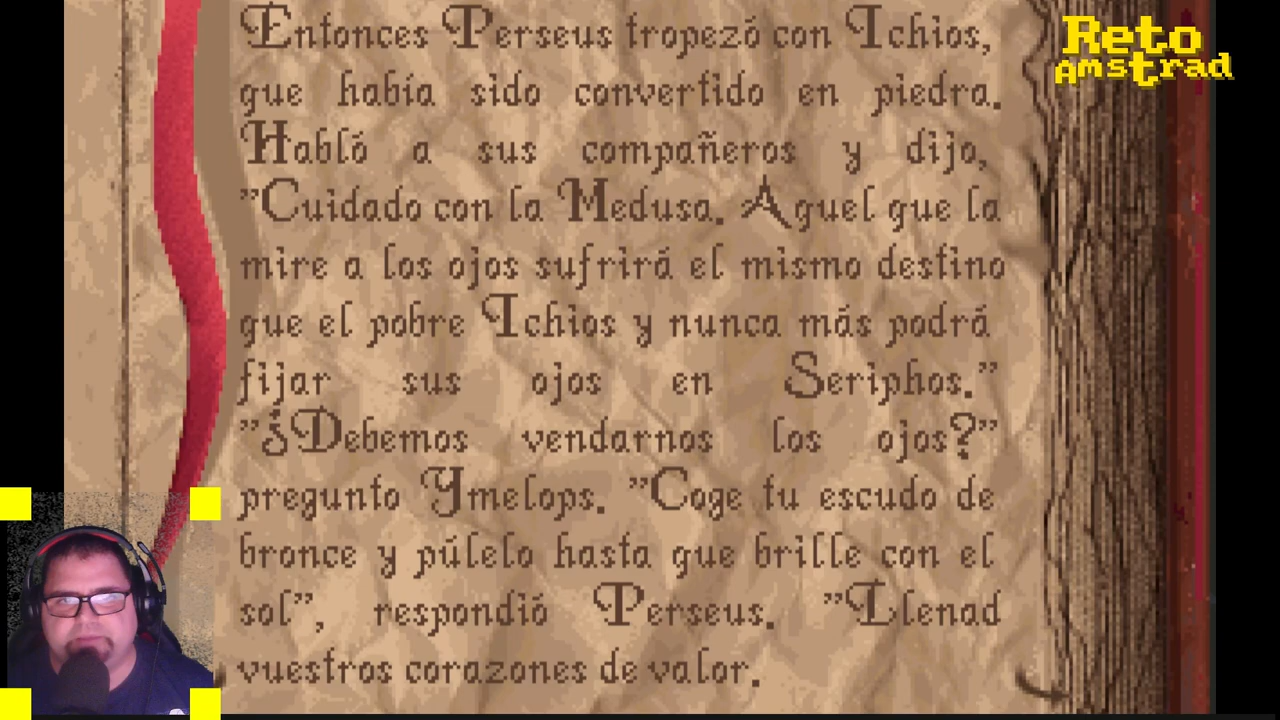 Entonces Perseus tropezó con Ichios,
que había sido convertido en piedra.
Habló a sus compañeros y dijo,
"Cuidado con la Medusa. Aquel que la
mire a los ojos sufrirá el mismo destino
que el pobre Ichios y nunca más podrá
fijar sus ojos en Seriphos."
"¿Debemos vendarnos los ojos?"
pregunto Ymelops. "Coge tu escudo de
bronce y púlelo hasta que brille con el
sol", respondió Perseus. "Llenad
vuestros corazones de valor.
Reto
Amstrad